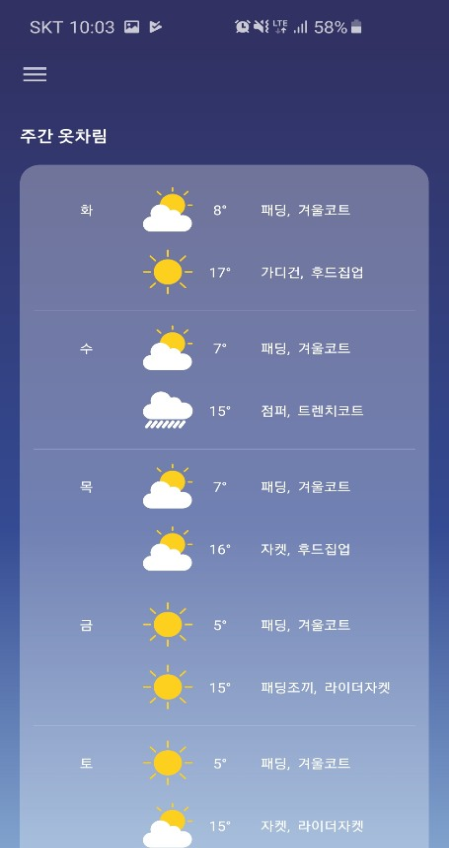 SKT 10:03 LTE 58%
주간 옷차림
화 8° 패딩, 겨울코트
17° 가디건, 후드집업
수 7° 패딩, 겨울코트
15° 점퍼, 트렌치코트
목 7° 패딩, 겨울코트
16° 자켓, 후드집업
금 5° 패딩, 겨울코트
15° 패딩조끼, 라이더자켓
토 5° 패딩, 겨울코트
15° 자켓, 라이더자켓